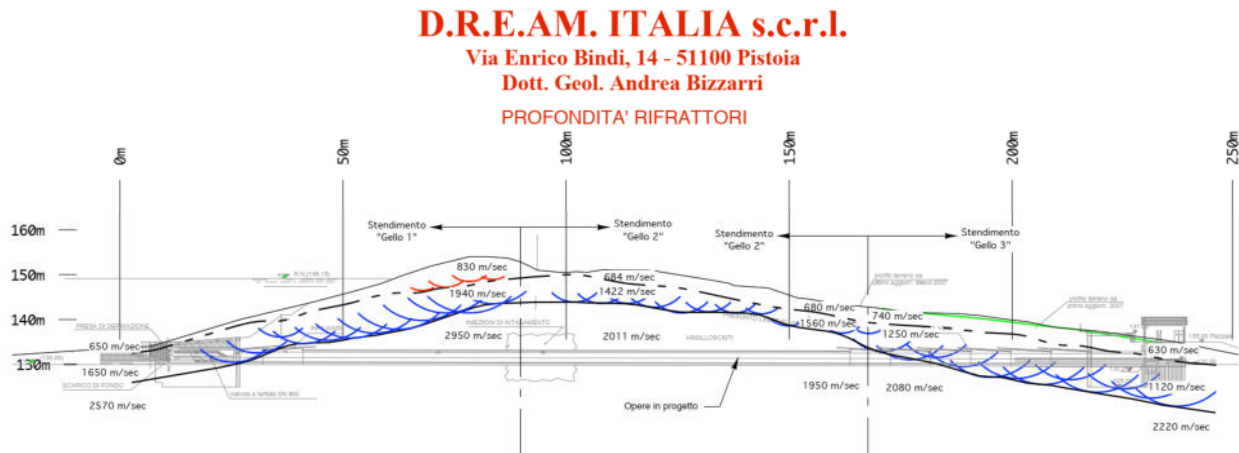 D.R.E.AM. ITALIA s.c.r.l.
Via Enrico Bindi, 14 - 51100 Pistoia
Dott. Geol. Andrea Bizzarri
PROFONDITA' RIFRATTORI
0m 50m 100m 150m 200m 250m
160m
150m
140m
130m
Stendimento "Gello 1"
Stendimento "Gello 2"
Stendimento "Gello 2"
Stendimento "Gello 3"
830 m/sec
684 m/sec
1940 m/sec
1422 m/sec
680 m/sec
740 m/sec
PRESA DI DERIVAZIONE
2950 m/sec
2011 m/sec
ARGILLOSCISTI
1560 m/sec
1250 m/sec
650 m/sec
630 m/sec
1650 m/sec
SCARICO DI FONDO
1950 m/sec
2080 m/sec
1120 m/sec
2570 m/sec
Opere in progetto
2220 m/sec